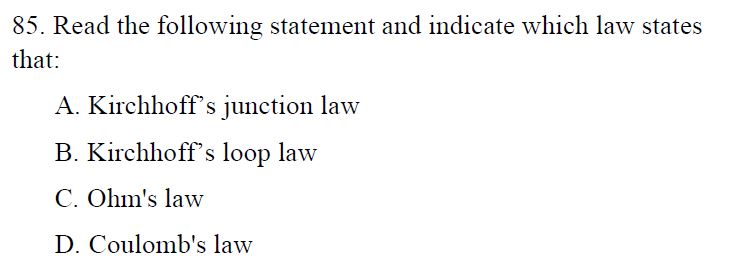 85. Read the following statement and indicate which law states
that:
A. Kirchhoff’s junction law
B. Kirchhoff’s loop law
C. Ohm's law
D. Coulomb's law